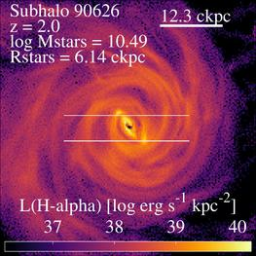 Subhalo 90626
12.3 ckpc
z = 2.0
log Mstars = 10.49
Rstars = 6.14 ckpc
L(H-alpha) [log erg s⁻¹ kpc⁻²]
37 38 39 40